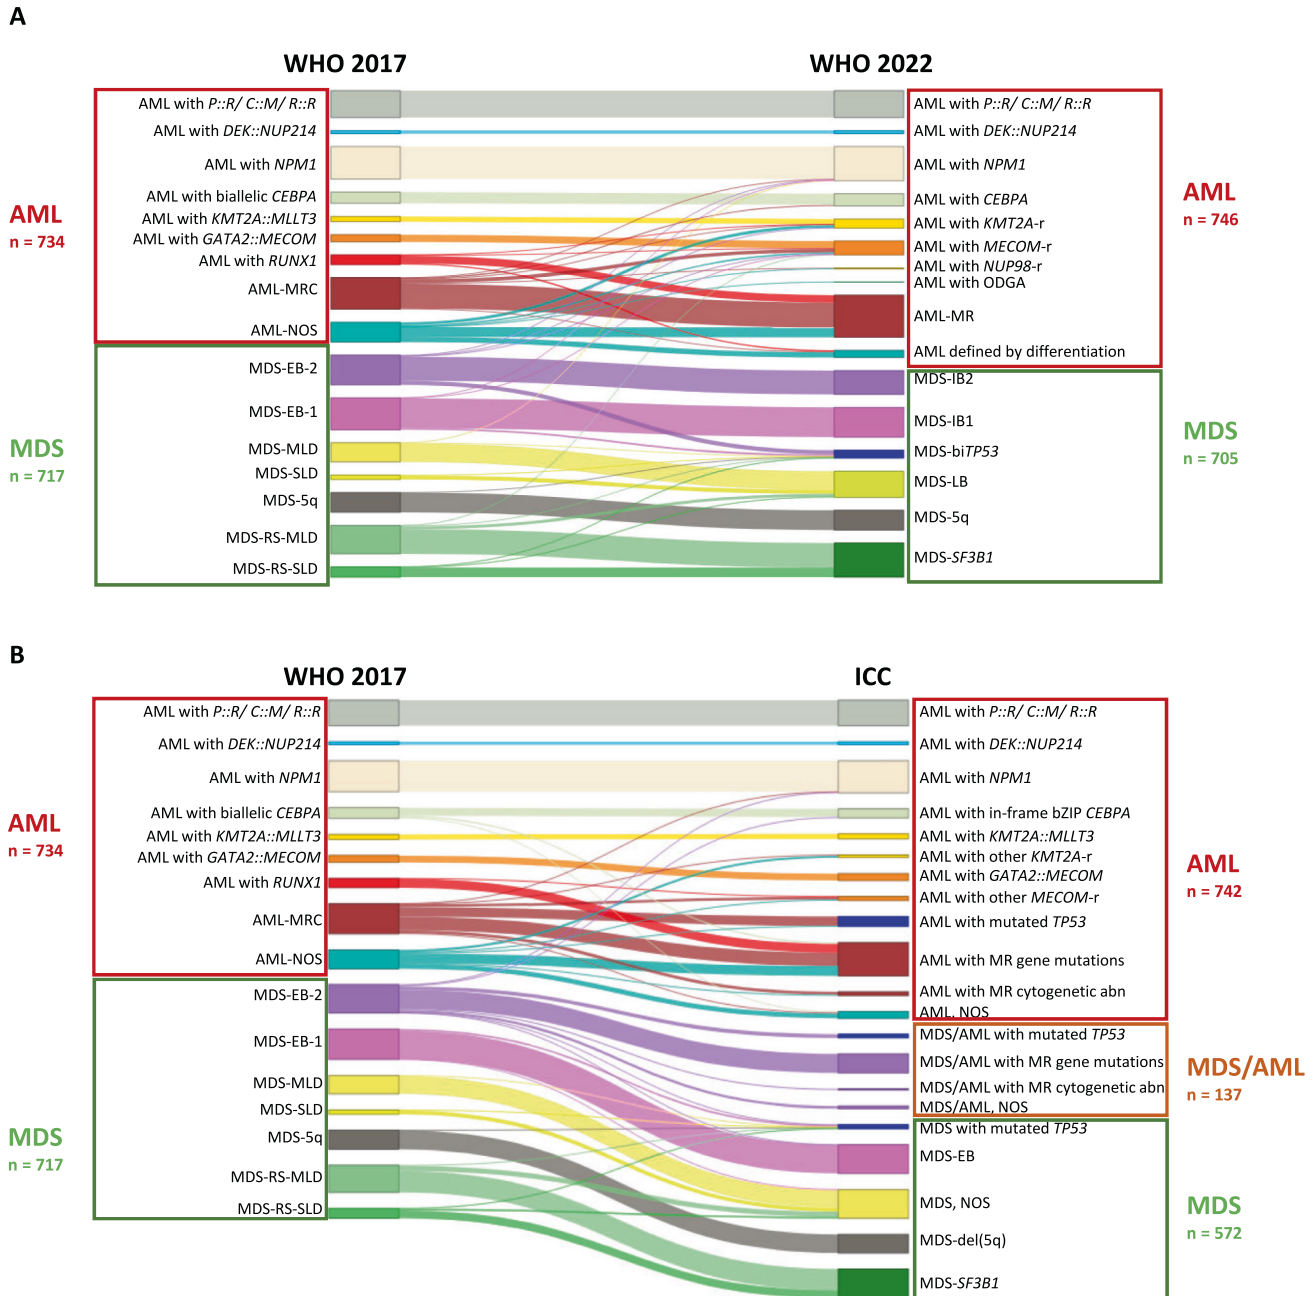 A
WHO 2017
WHO 2022
AML with P::R/ C::M/ R::R
AML with DEK::NUP214
AML with NPM1
AML with biallelic CEBPA
AML with KMT2A::MLLT3
AML with GATA2::MECOM
AML with RUNX1
AML-MRC
AML-NOS
AML
n = 734
MDS-EB-2
MDS-EB-1
MDS-MLD
MDS-SLD
MDS-5q
MDS-RS-MLD
MDS-RS-SLD
MDS
n = 717
AML with P::R/ C::M/ R::R
AML with DEK::NUP214
AML with NPM1
AML with CEBPA
AML with KMT2A-r
AML with MECOM-r
AML with NUP98-r
AML with ODGA
AML-MR
AML defined by differentiation
AML
n = 746
MDS-IB2
MDS-IB1
MDS-biTP53
MDS-LB
MDS-5q
MDS-SF3B1
MDS
n = 705
B
WHO 2017
ICC
AML with P::R/ C::M/ R::R
AML with DEK::NUP214
AML with NPM1
AML with biallelic CEBPA
AML with KMT2A::MLLT3
AML with GATA2::MECOM
AML with RUNX1
AML-MRC
AML-NOS
AML
n = 734
MDS-EB-2
MDS-EB-1
MDS-MLD
MDS-SLD
MDS-5q
MDS-RS-MLD
MDS-RS-SLD
MDS
n = 717
AML with P::R/ C::M/ R::R
AML with DEK::NUP214
AML with NPM1
AML with in-frame bZIP CEBPA
AML with KMT2A::MLLT3
AML with other KMT2A-r
AML with GATA2::MECOM
AML with other MECOM-r
AML with mutated TP53
AML with MR gene mutations
AML with MR cytogenetic abn
AML, NOS
AML
n = 742
MDS/AML with mutated TP53
MDS/AML with MR gene mutations
MDS/AML with MR cytogenetic abn
MDS/AML, NOS
MDS/AML
n = 137
MDS with mutated TP53
MDS-EB
MDS, NOS
MDS-del(5q)
MDS-SF3B1
MDS
n = 572